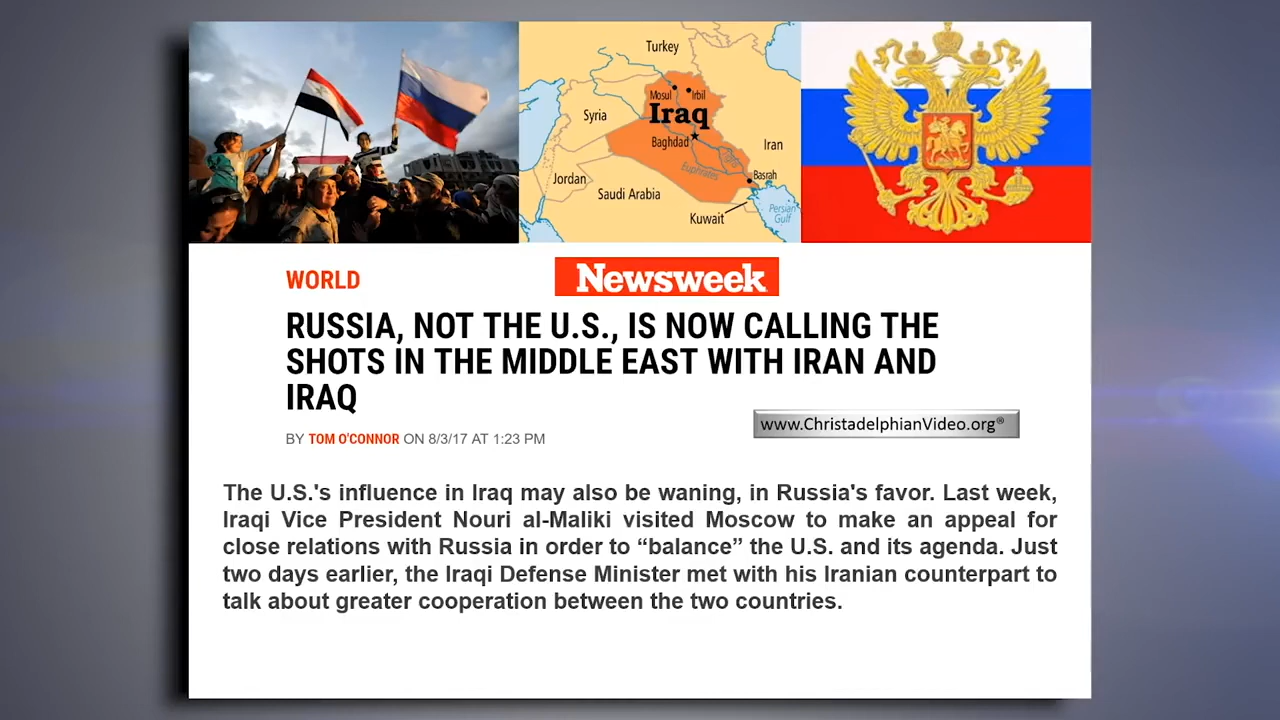 Turkey
Mosul
Irbil
Iraq
Syria
Baghdad
Iran
Tigris
Euphrates
Basrah
Jordan
Saudi Arabia
Kuwait
Persian
Gulf
WORLD
Newsweek
RUSSIA, NOT THE U.S., IS NOW CALLING THE
SHOTS IN THE MIDDLE EAST WITH IRAN AND
IRAQ
www.ChristadelphianVideo.org®
BY TOM O'CONNOR ON 8/3/17 AT 1:23 PM
The U.S.'s influence in Iraq may also be waning, in Russia's favor. Last week,
Iraqi Vice President Nouri al-Maliki visited Moscow to make an appeal for
close relations with Russia in order to “balance” the U.S. and its agenda. Just
two days earlier, the Iraqi Defense Minister met with his Iranian counterpart to
talk about greater cooperation between the two countries.